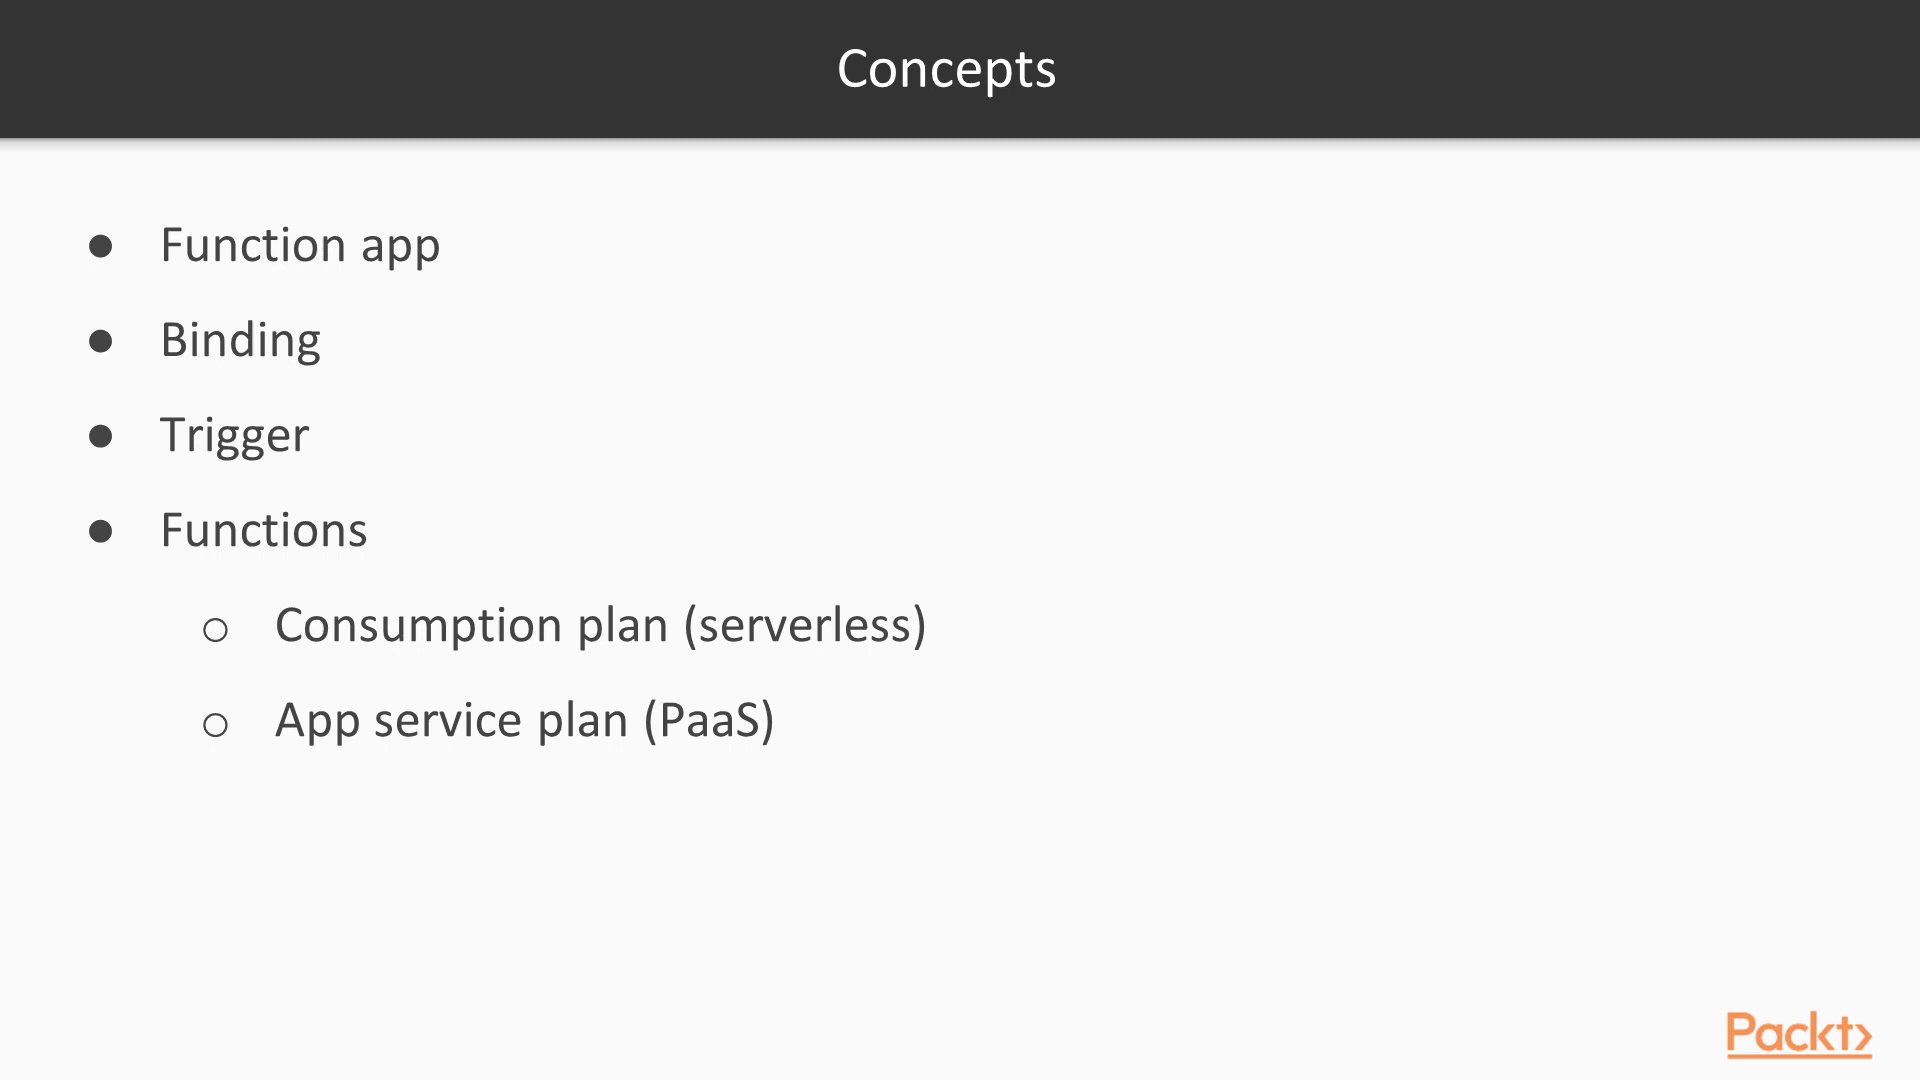 Concepts
● Function app
● Binding
● Trigger
● Functions
○ Consumption plan (serverless)
○ App service plan (PaaS)
Packt>